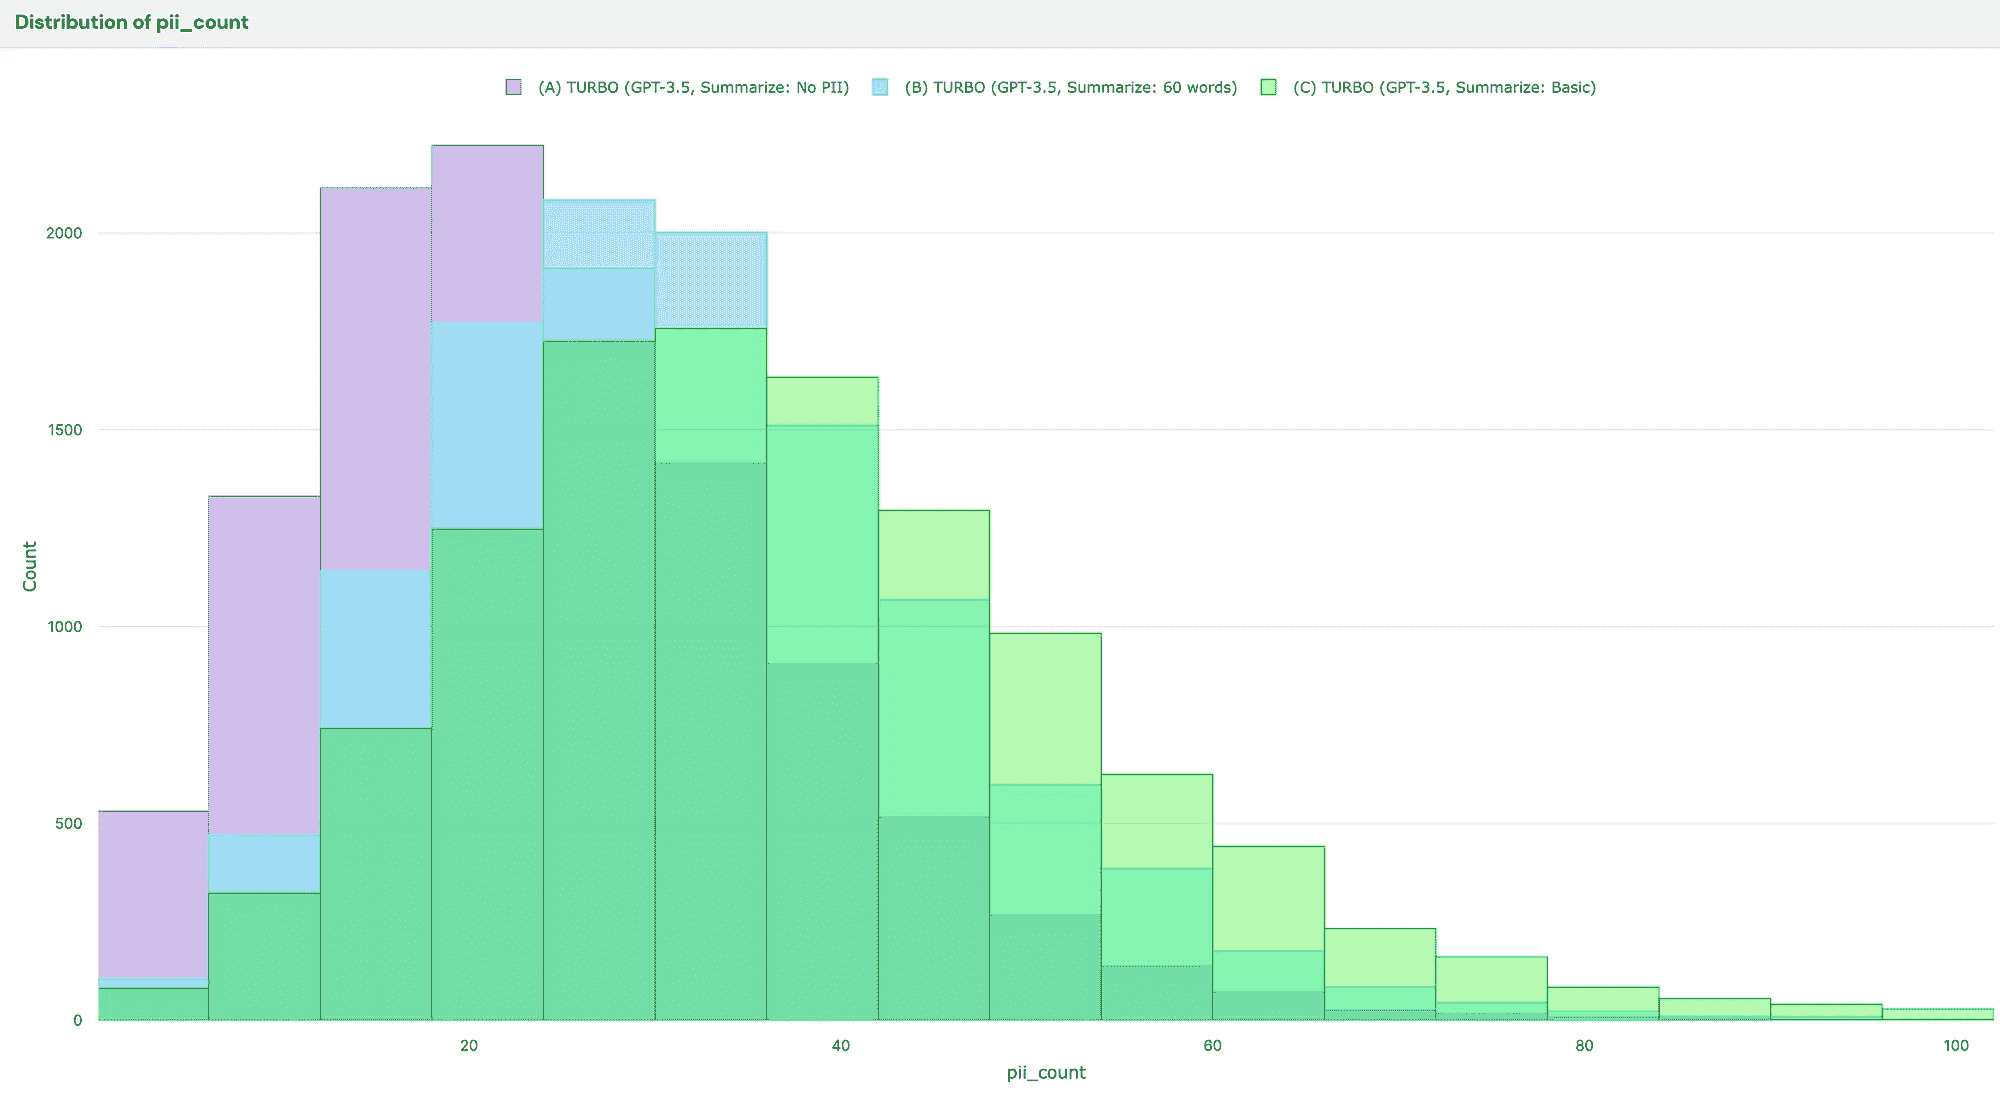 Distribution of pii_count
(A) TURBO (GPT-3.5, Summarize: No PII) (B) TURBO (GPT-3.5, Summarize: 60 words) (C) TURBO (GPT-3.5, Summarize: Basic)
2000
1500
1000
500
0
Count
20 40 60 80 100
pii_count